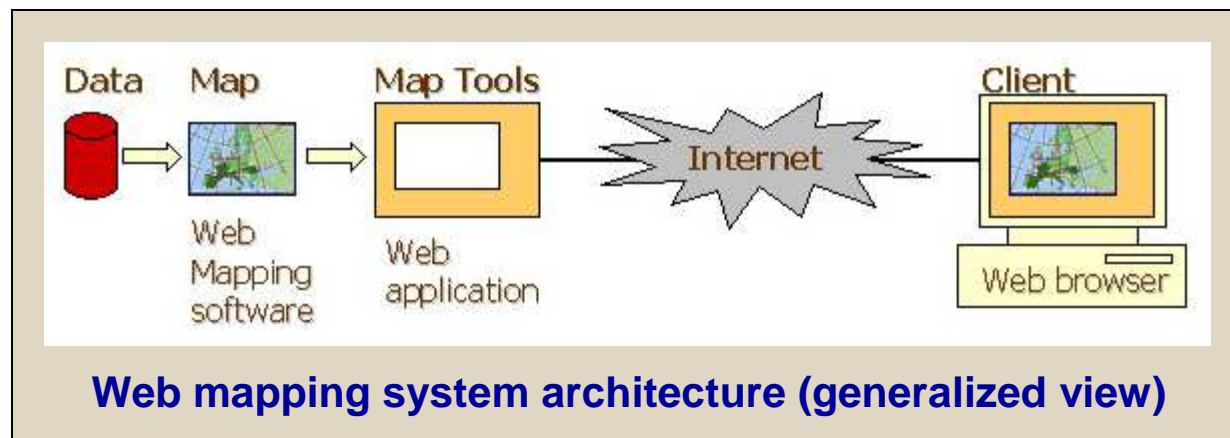 Data
Map
Map Tools
Client
Internet
Web
Mapping
software
Web
application
Web browser
Web mapping system architecture (generalized view)